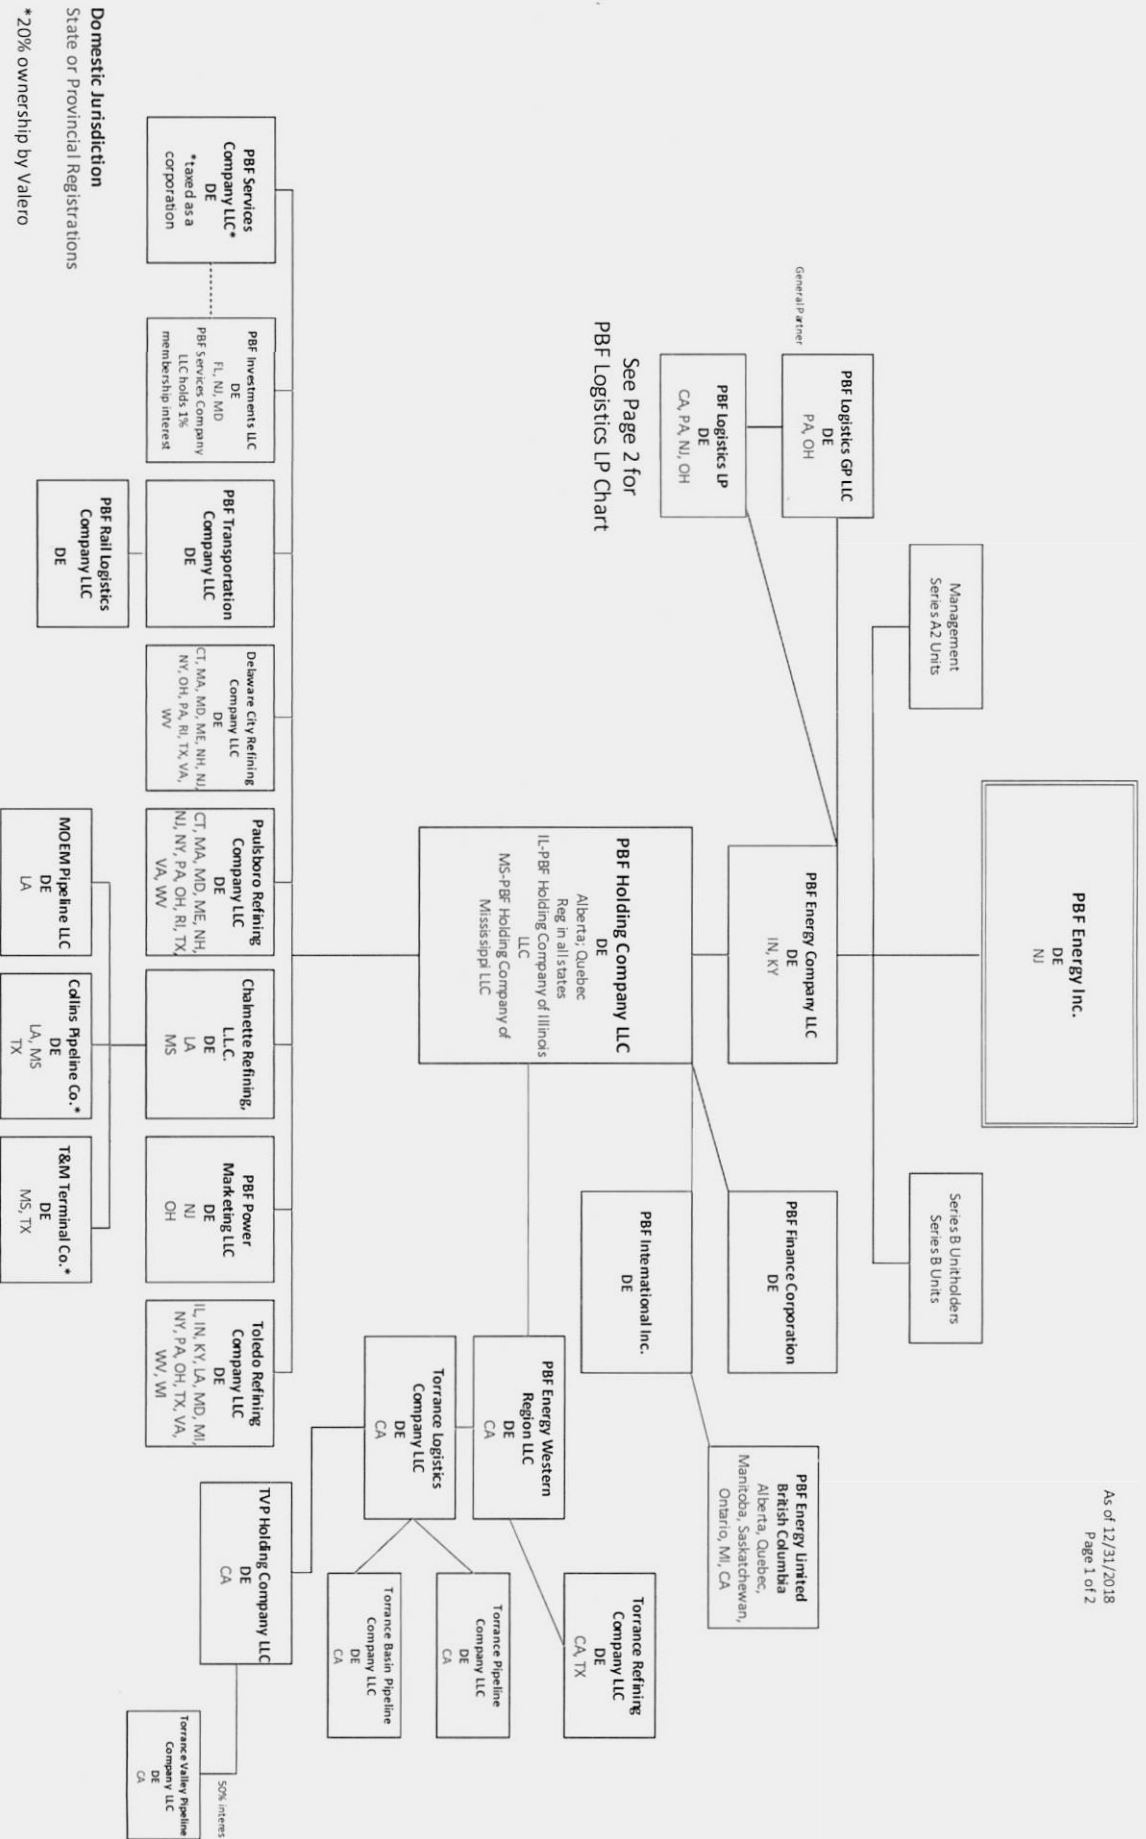 As of 12/31/2018
Page 1 of 2
PBF Energy Inc.
DE
NJ
Management
Series A2 Units
Series B Unitholders
Series B Units
General Partner
PBF Logistics GP LLC
DE
PA, OH
PBF Energy Company LLC
DE
IN, KY
PBF Finance Corporation
DE
PBF Energy Limited
British Columbia
Alberta, Quebec,
Manitoba, Saskatchewan,
Ontario, MI, CA
PBF Logistics LP
DE
CA, PA, NJ, OH
See Page 2 for
PBF Logistics LP Chart
PBF Holding Company LLC
DE
Alberta; Quebec
Reg in all states
IL-PBF Holding Company of Illinois
LLC
MS-PBF Holding Company of
Mississippi LLC
PBF International Inc.
DE
Torrance Refining
Company LLC
DE
CA, TX
PBF Energy Western
Region LLC
DE
CA
Torrance Pipeline
Company LLC
DE
CA
Torrance Logistics
Company LLC
DE
CA
Torrance Basin Pipeline
Company LLC
DE
CA
TVP Holding Company LLC
DE
CA
50% interes
Torrance Valley Pipeline
Company LLC
DE
CA
PBF Services
Company LLC*
DE
*taxed as a
corporation
PBF Investments LLC
DE
FL, NJ, MD
PBF Services Company
LLC holds 1%
membership interest
PBF Transportation
Company LLC
DE
Delaware City Refining
Company LLC
DE
CT, MA, MD, ME, NH, NJ,
NY, OH, PA, RI, TX, VA,
WV
Paulsboro Refining
Company LLC
DE
CT, MA, MD, ME, NH,
NJ, NY, PA, OH, RI, TX,
VA, WV
Chalmette Refining,
L.L.C.
DE
LA
MS
PBF Power
Marketing LLC
DE
NJ
OH
Toledo Refining
Company LLC
DE
IL, IN, KY, LA, MD, MI,
NY, PA, OH, TX, VA,
WV, WI
PBF Rail Logistics
Company LLC
DE
MOEM Pipeline LLC
DE
LA
Collins Pipeline Co.*
DE
LA, MS
TX
T&M Terminal Co.*
DE
MS, TX
Domestic Jurisdiction
State or Provincial Registrations
*20% ownership by Valero